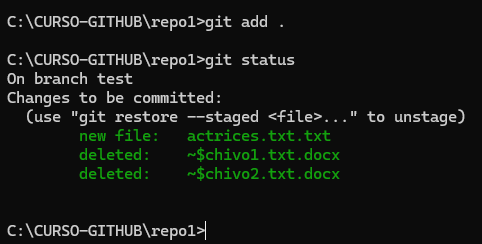 C:\CURSO-GITHUB\repo1>git add .
C:\CURSO-GITHUB\repo1>git status
On branch test
Changes to be committed:
  (use "git restore --staged <file>..." to unstage)
        new file:   actrices.txt.txt
        deleted:    ~$chivo1.txt.docx
        deleted:    ~$chivo2.txt.docx
C:\CURSO-GITHUB\repo1>